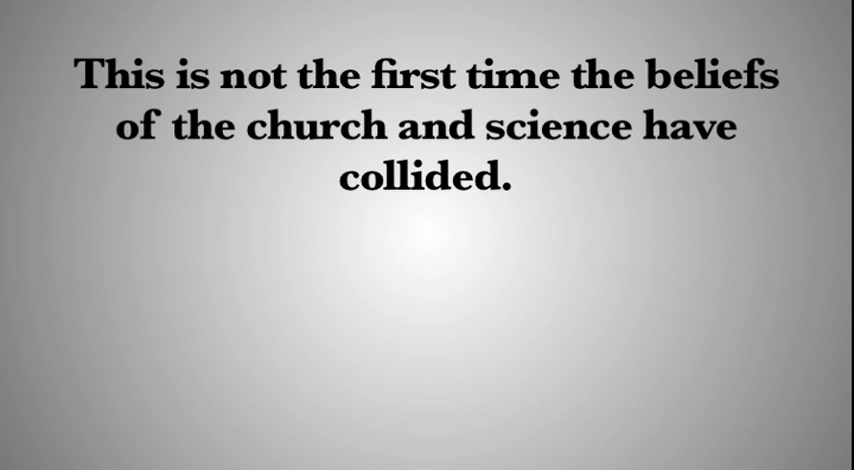 This is not the first time the beliefs
of the church and science have
collided.